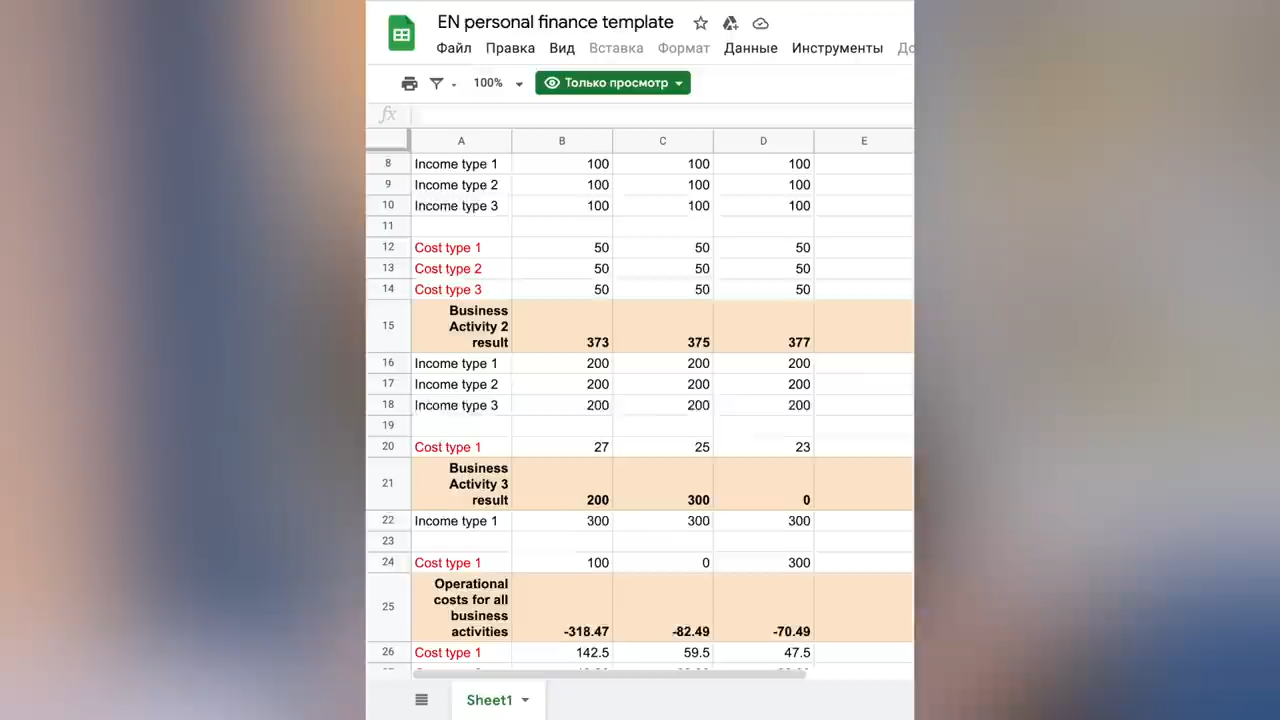 EN personal finance template
Файл Правка Вид Вставка Формат Данные Инструменты
100% Только просмотр
fx
A B C D E
8 Income type 1 100 100 100
9 Income type 2 100 100 100
10 Income type 3 100 100 100
11
12 Cost type 1 50 50 50
13 Cost type 2 50 50 50
14 Cost type 3 50 50 50
Business
15 Activity 2
result 373 375 377
16 Income type 1 200 200 200
17 Income type 2 200 200 200
18 Income type 3 200 200 200
19
20 Cost type 1 27 25 23
Business
21 Activity 3
result 200 300 0
22 Income type 1 300 300 300
23
24 Cost type 1 100 0 300
Operational
costs for all
25 business
activities -318.47 -82.49 -70.49
26 Cost type 1 142.5 59.5 47.5
Sheet1